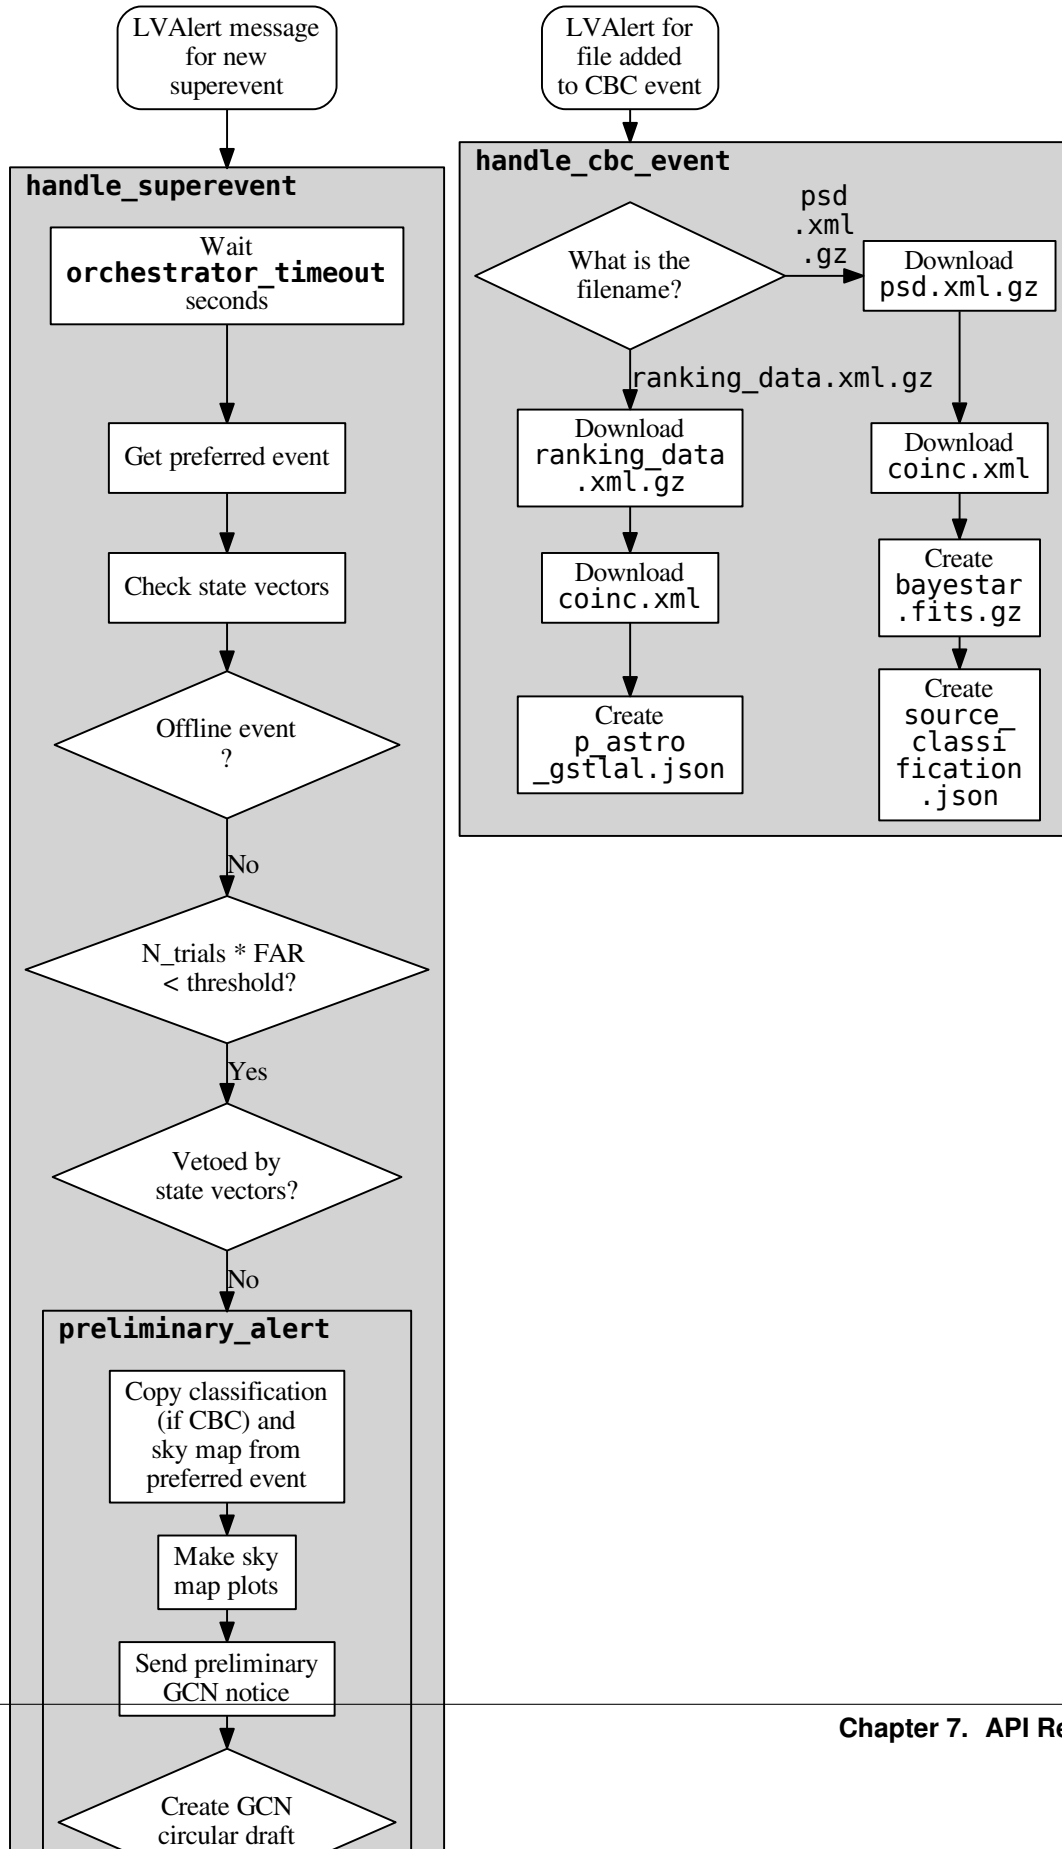 LVAlert message
for new
superevent
handle_superevent
Wait
orchestrator_timeout
seconds
Get preferred event
Check state vectors
Offline event
?
No
N_trials * FAR
< threshold?
Yes
Vetoed by
state vectors?
No
preliminary_alert
Copy classification
(if CBC) and
sky map from
preferred event
Make sky
map plots
Send preliminary
GCN notice
Create GCN
circular draft
LVAlert for
file added
to CBC event
handle_cbc_event
What is the
filename?
psd
.xml
.gz
Download
psd.xml.gz
ranking_data.xml.gz
Download
ranking_data
.xml.gz
Download
coinc.xml
Create
p_astro
_gstlal.json
Download
coinc.xml
Create
bayestar
.fits.gz
Create
source_
classi
fication
.json
Chapter 7. API Re